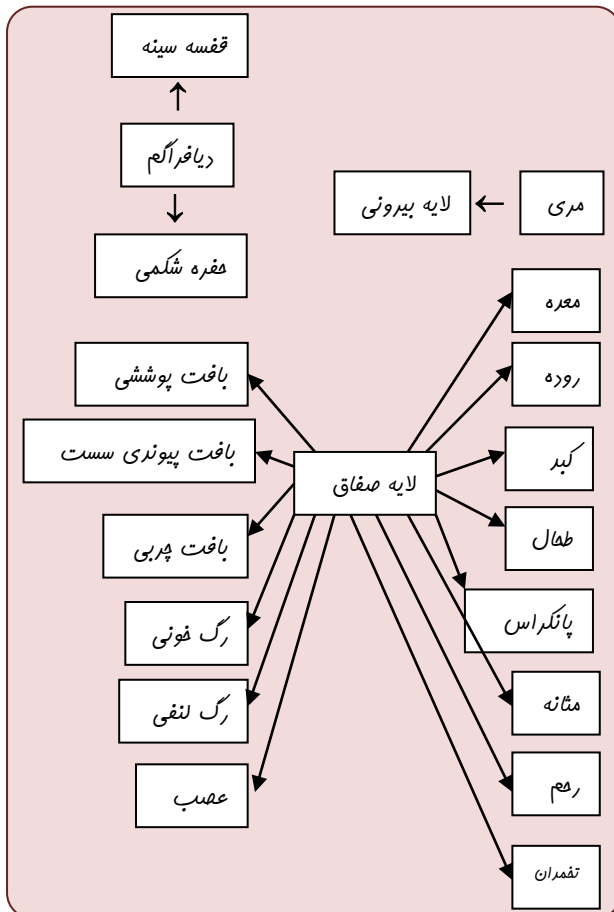 قفسه سینه
دیافراگم
حفره شکمی
مری
لایه بیرونی
معده
روده
کبد
طحال
پانکراس
مثانه
رحم
تخمدان
لایه صفاق
بافت پوششی
بافت پیوندی سست
بافت چربی
رگ خونی
رگ لنفی
عصب